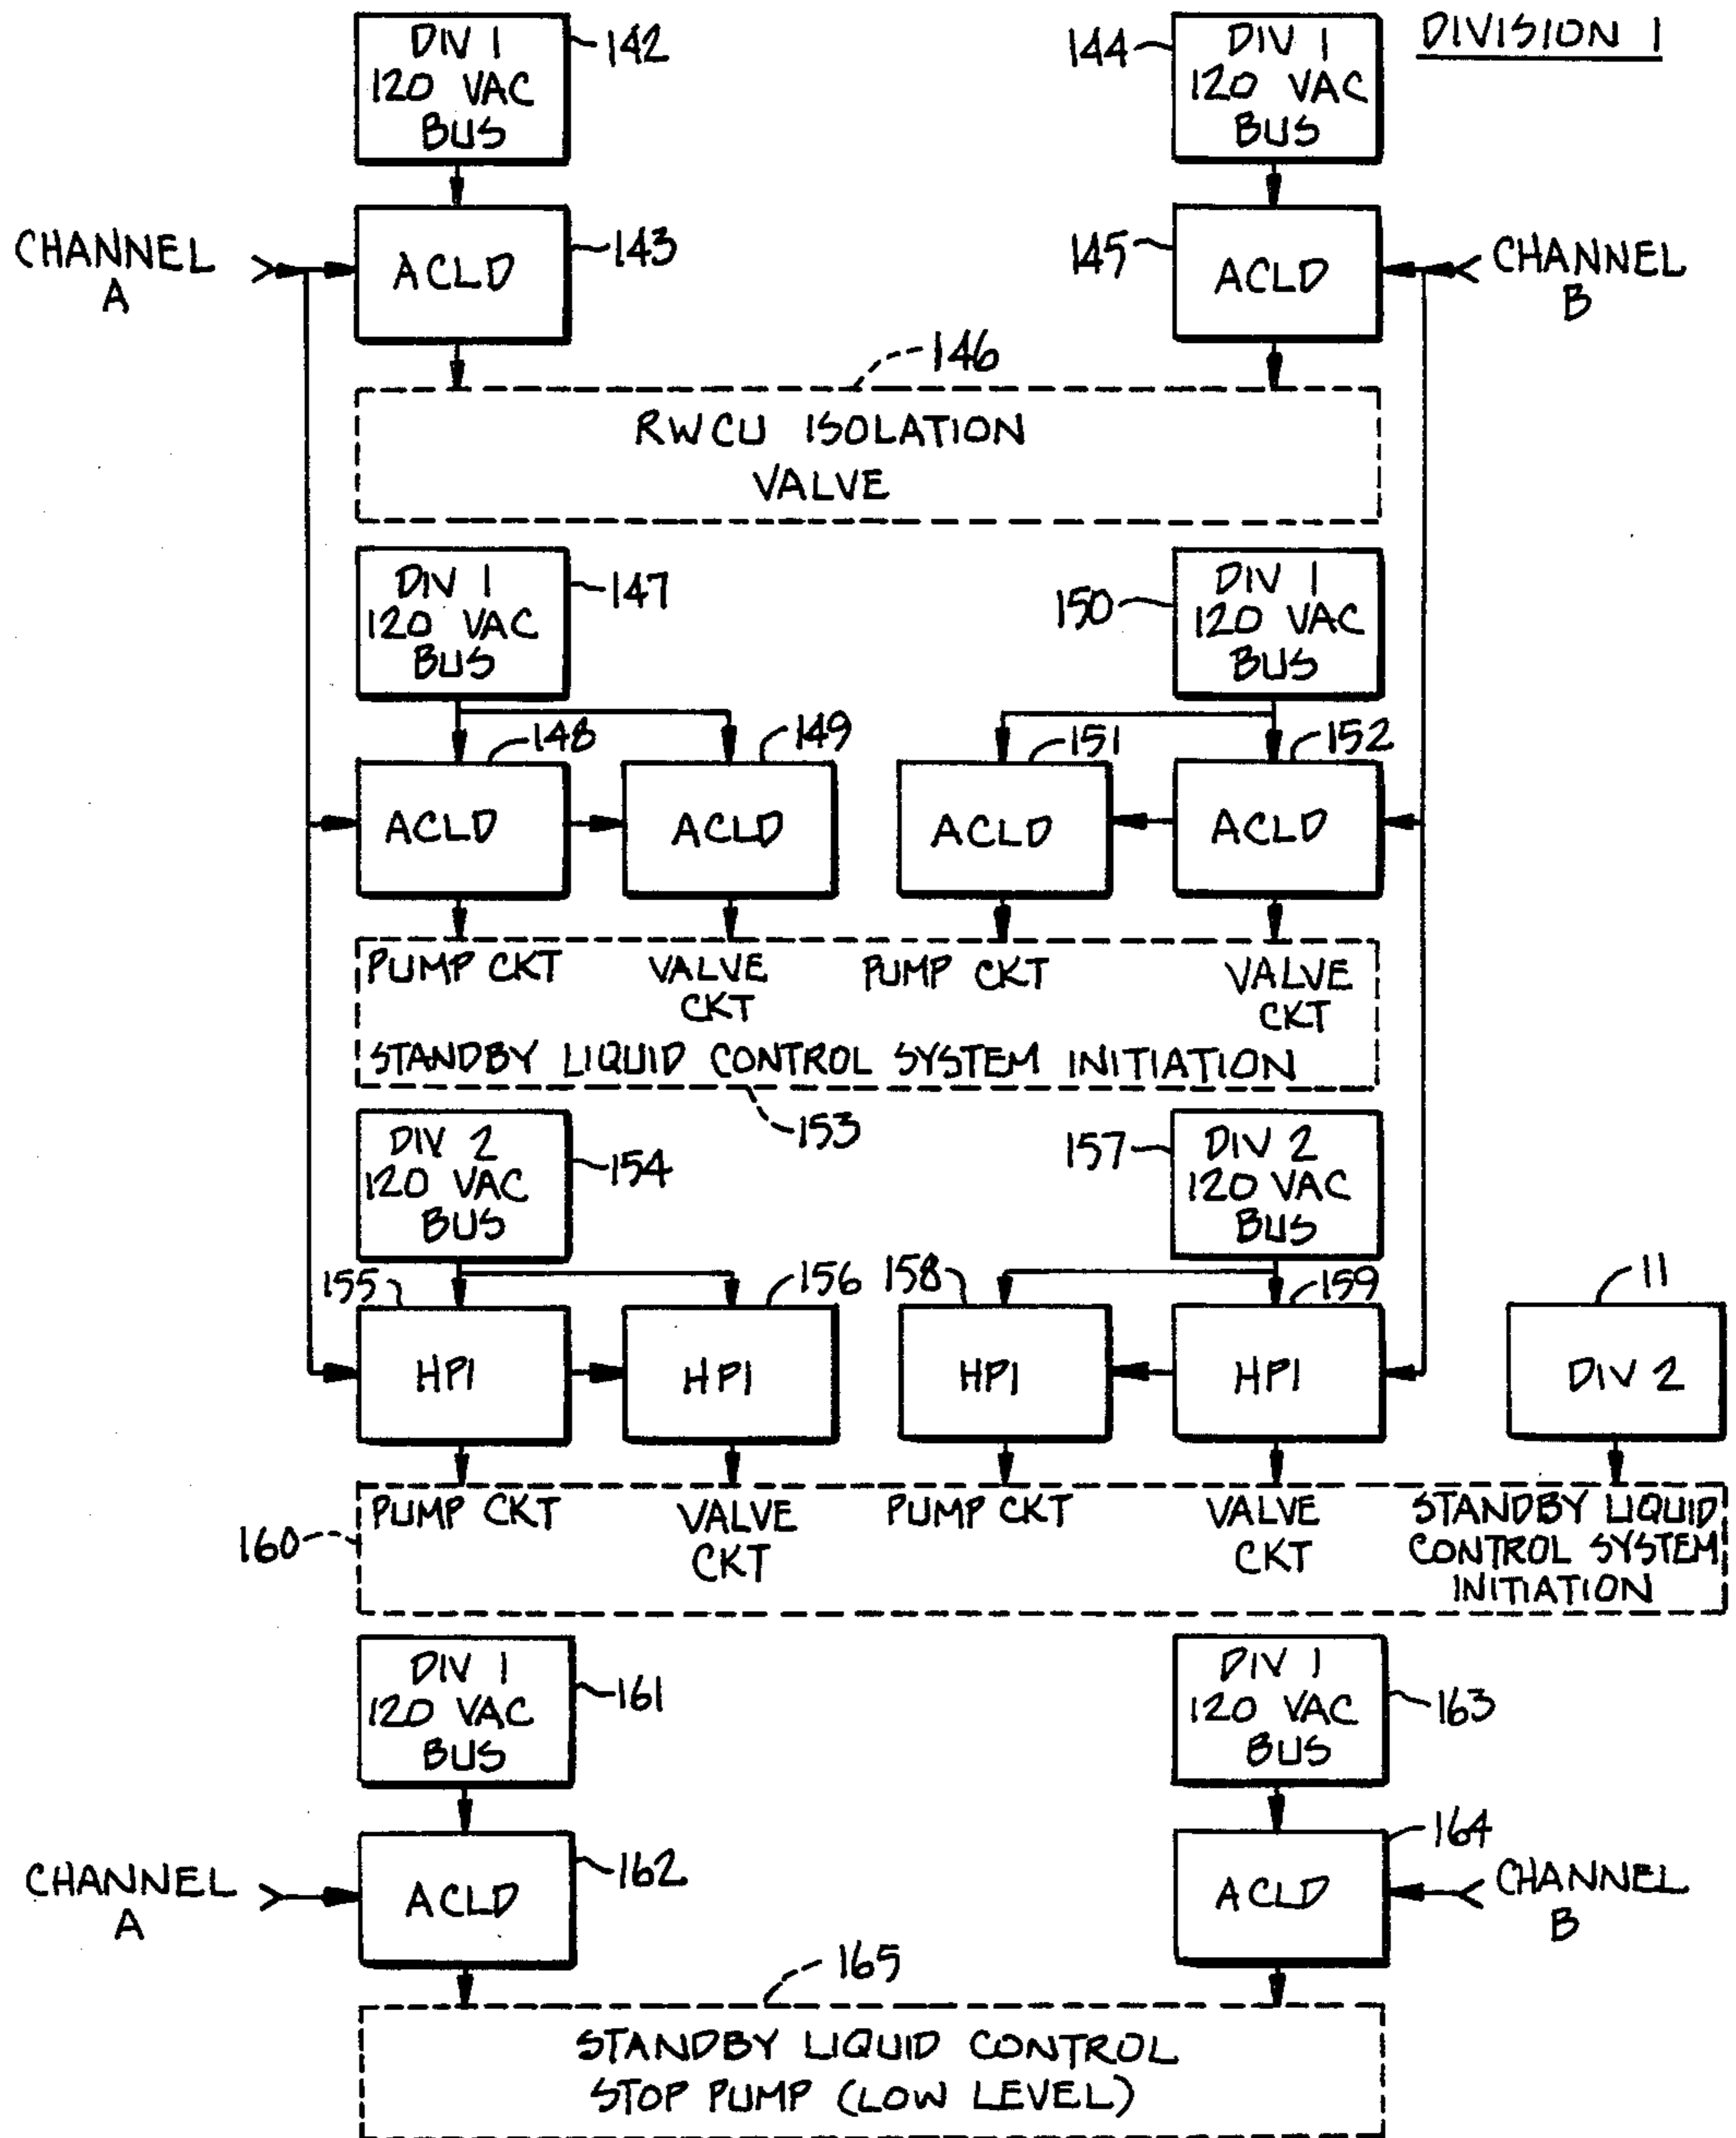 DIVISION 1
DIV 1
120 VAC
BUS
142
DIV 1
120 VAC
BUS
144
CHANNEL
A
ACLD
143
ACLD
145
CHANNEL
B
146
RWCU ISOLATION
VALVE
DIV 1
120 VAC
BUS
147
DIV 1
120 VAC
BUS
150
148
149
151
152
ACLD
ACLD
ACLD
ACLD
PUMP CKT
VALVE
CKT
PUMP CKT
VALVE
CKT
STANDBY LIQUID CONTROL SYSTEM INITIATION
153
DIV 2
120 VAC
BUS
154
DIV 2
120 VAC
BUS
157
155
156
158
159
11
HPI
HPI
HPI
HPI
DIV 2
160
PUMP CKT
VALVE
CKT
PUMP CKT
VALVE
CKT
STANDBY LIQUID
CONTROL SYSTEM
INITIATION
DIV 1
120 VAC
BUS
161
DIV 1
120 VAC
BUS
163
CHANNEL
A
ACLD
162
ACLD
164
CHANNEL
B
165
STANDBY LIQUID CONTROL
STOP PUMP (LOW LEVEL)